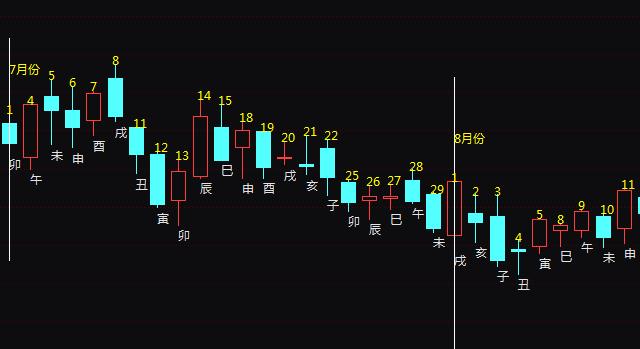 7月份
1 4 5 6 7 8 11 12 13 14 15 18 19 20 21 22 25 26 27 28 29
卯 午 未 申 酉 戌 丑 寅 卯 辰 巳 申 酉 戌 亥 子 卯 辰 巳 午 未
8月份
1 2 3 4 5 8 9 10 11
戌 亥 子 丑 寅 巳 午 未 申